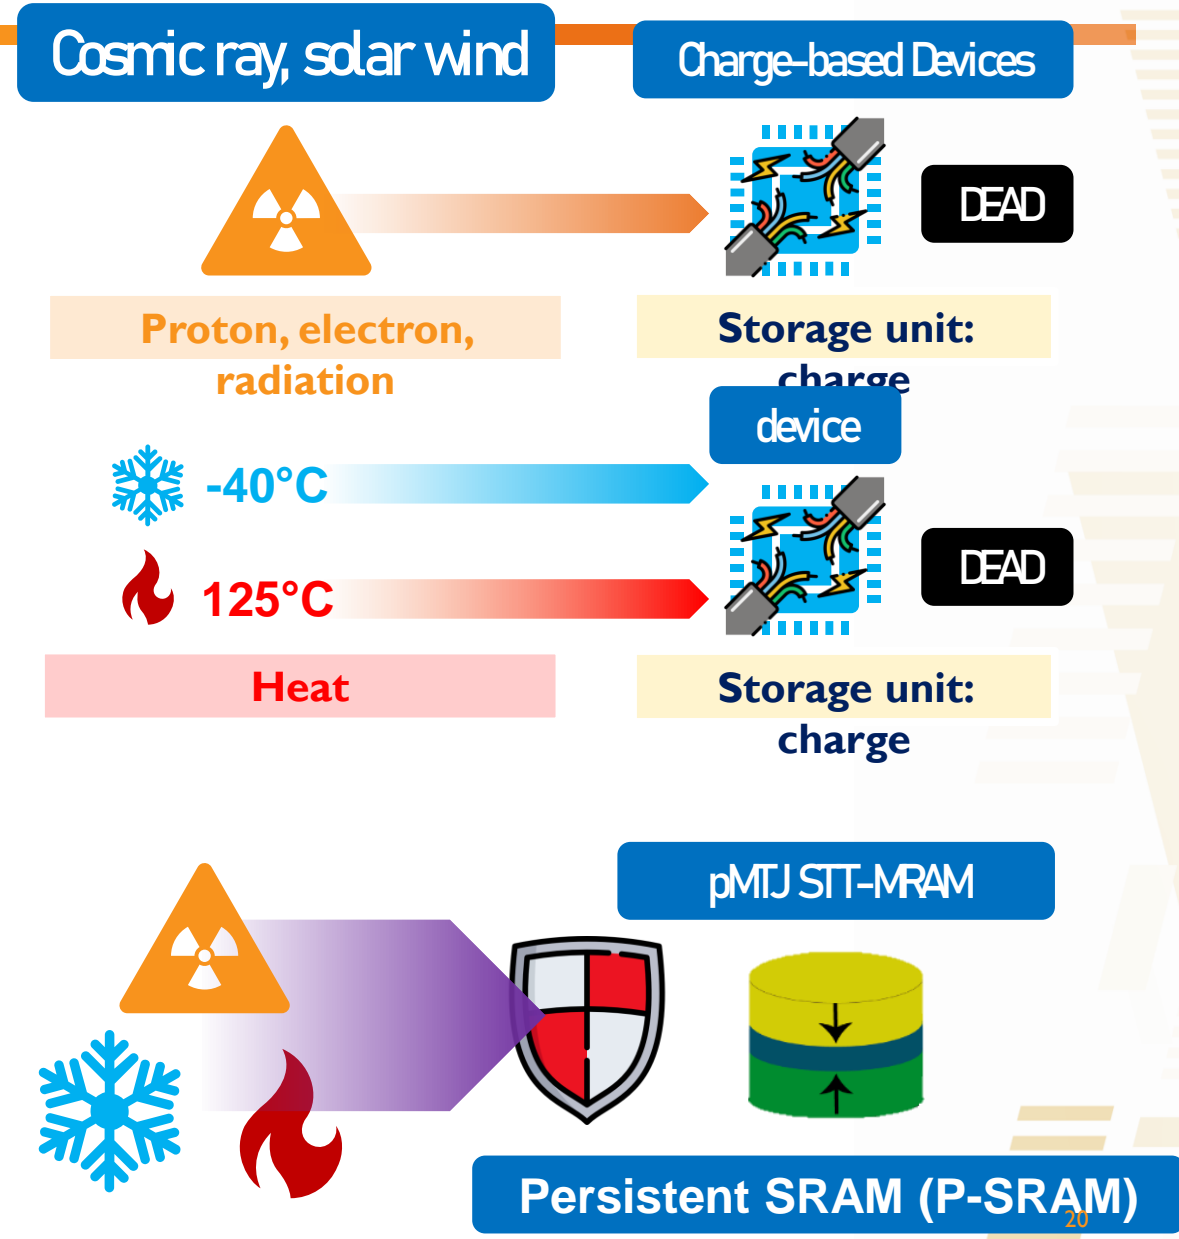 Cosmic ray, solar wind
Charge-based Devices
DEAD
Proton, electron,
radiation
Storage unit:
charge
device
-40°C
DEAD
125°C
Heat
Storage unit:
charge
pMTJ STT-MRAM
Persistent SRAM (P-SRAM)
20